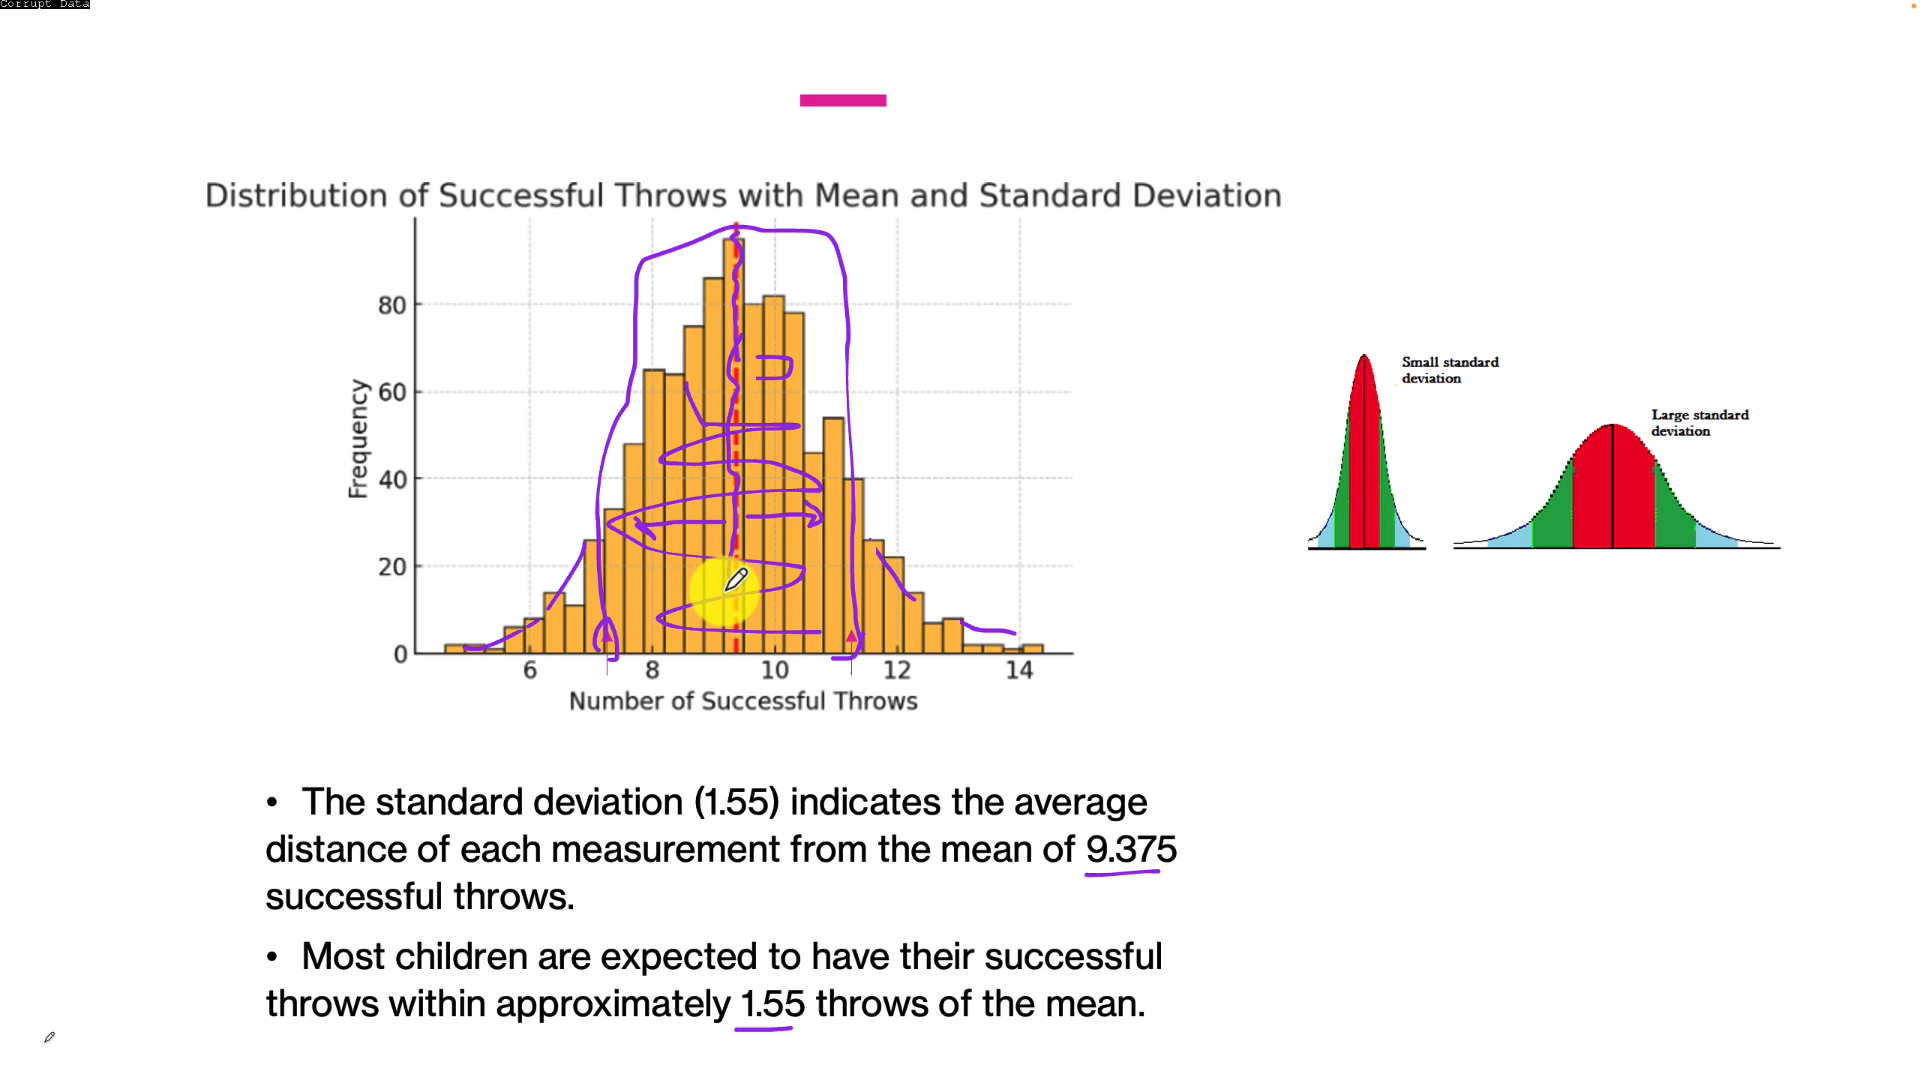 Corrupt Data
Distribution of Successful Throws with Mean and Standard Deviation
80
60
40
20
0
Frequency
6 8 10 12 14
Number of Successful Throws
Small standard
deviation
Large standard
deviation
• The standard deviation (1.55) indicates the average
distance of each measurement from the mean of 9.375
successful throws.
• Most children are expected to have their successful
throws within approximately 1.55 throws of the mean.